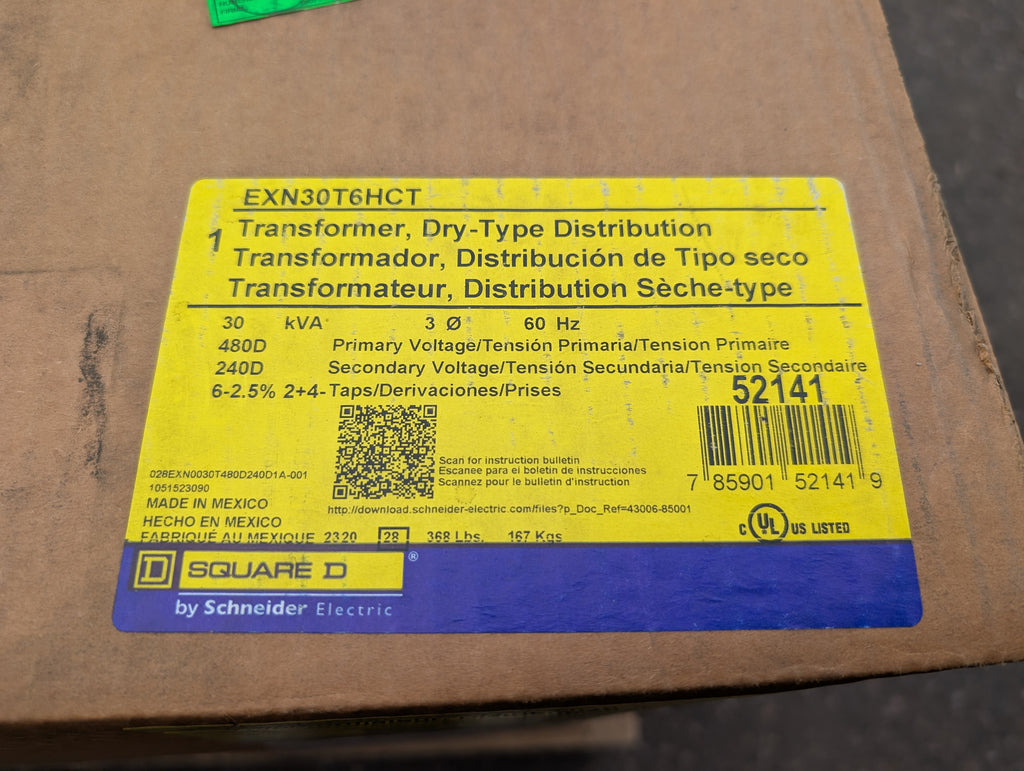 EXN30T6HCT
1 Transformer, Dry-Type Distribution
Transformador, Distribución de Tipo seco
Transformateur, Distribution Sèche-type
30 kVA 3 Ø 60 Hz
480D Primary Voltage/Tensión Primaria/Tension Primaire
240D Secondary Voltage/Tensión Secundaria/Tension Secondaire
6-2.5% 2+4- Taps/Derivaciones/Prises
52141
Scan for instruction bulletin
Escanee para el boletin de instrucciones
Scannez pour le bulletin d'instruction
7 85901 52141 9
028EXN0030T480D240D1A-001
1051523090
http://download.schneider-electric.com/files?p_Doc_Ref=43006-85001
MADE IN MEXICO
HECHO EN MEXICO
FABRIQUÉ AU MEXIQUE 2320 28 368 Lbs. 167 Kgs
C UL US LISTED
D SQUARE D ®
by Schneider Electric